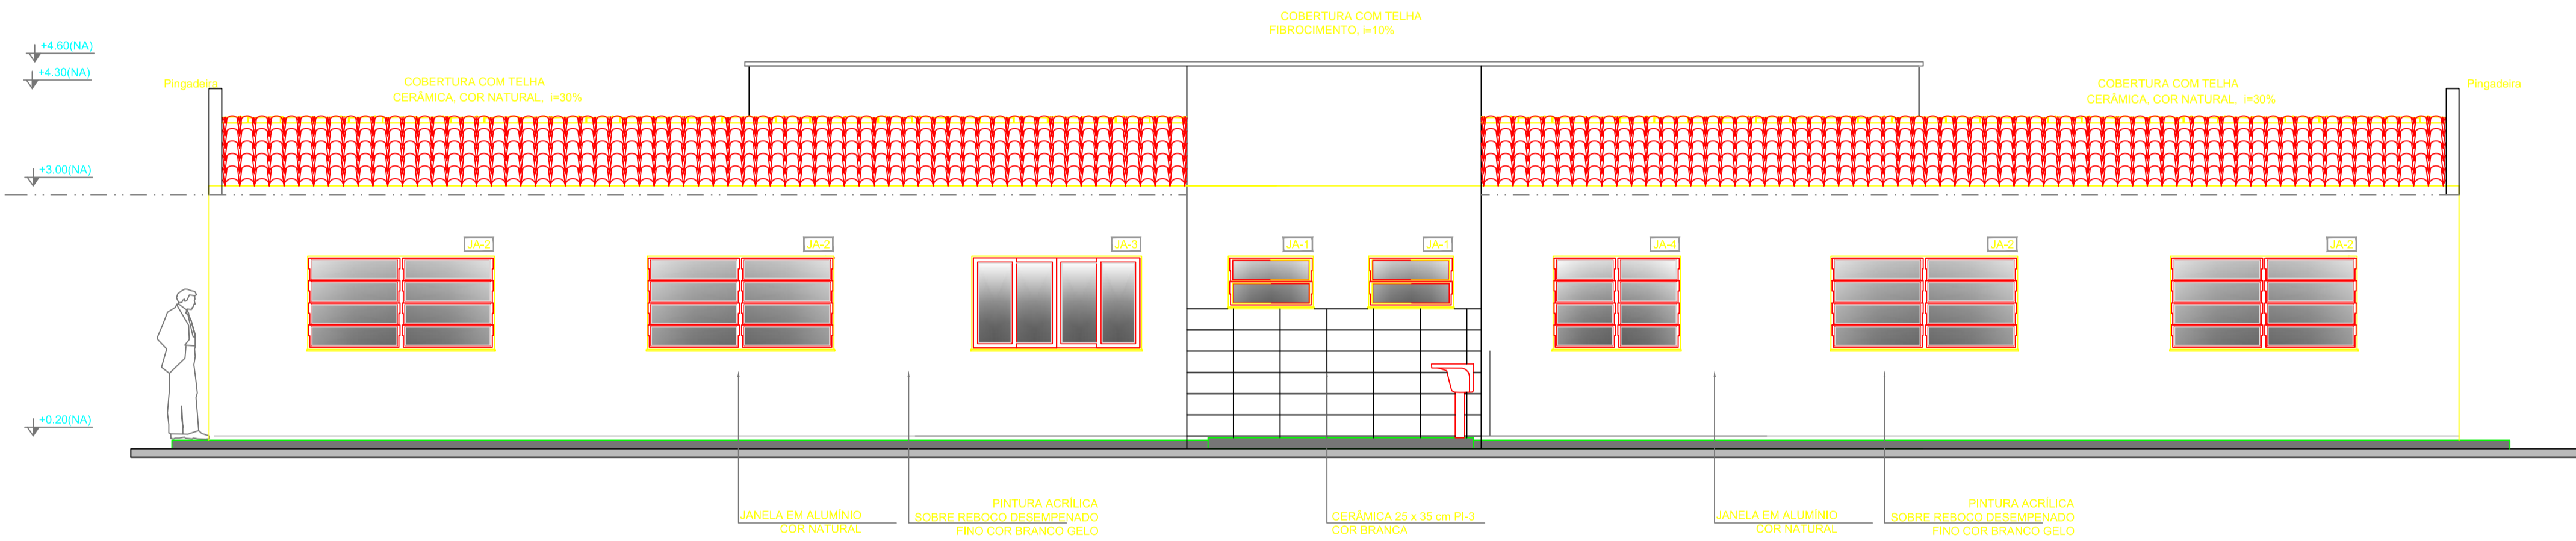 COBERTURA COM TELHA
FIBROCIMENTO, i=10%
+4.60(NA)
+4.30(NA)
Pingadeira
COBERTURA COM TELHA
CERÂMICA, COR NATURAL, i=30%
COBERTURA COM TELHA
CERÂMICA, COR NATURAL, i=30%
Pingadeira
+3.00(NA)
JA-2
JA-2
JA-3
JA-1
JA-1
JA-4
JA-2
JA-2
+0.20(NA)
JANELA EM ALUMÍNIO
COR NATURAL
PINTURA ACRÍLICA
SOBRE REBOCO DESEMPENADO
FINO COR BRANCO GELO
CERÂMICA 25 x 35 cm PI-3
COR BRANCA
JANELA EM ALUMÍNIO
COR NATURAL
PINTURA ACRÍLICA
SOBRE REBOCO DESEMPENADO
FINO COR BRANCO GELO